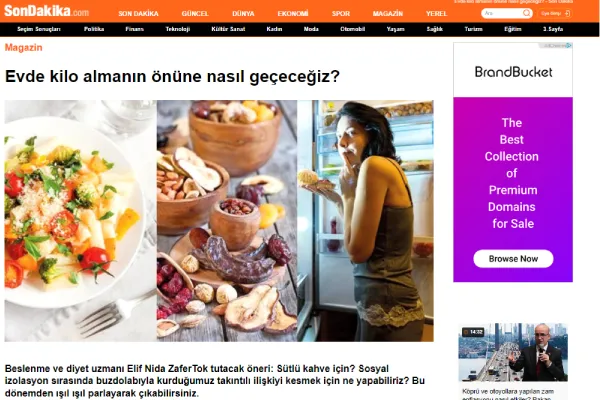 SonDakika.com
SON DAKİKA GÜNCEL DÜNYA EKONOMİ SPOR MAGAZİN YEREL
Ara
Üye Girişi
Seçim Sonuçları Politika Finans Teknoloji Kültür Sanat Kadın Moda Otomobil Yaşam Sağlık Turizm Eğitim 3.Sayfa
Magazin
Evde kilo almanın önüne nasıl geçeceğiz?
BrandBucket
The
Best
Collection
of
Premium
Domains
for Sale
Browse Now
Beslenme ve diyet uzmanı Elif Nida ZaferTok tutacak öneri: Sütlü kahve için? Sosyal
izolasyon sırasında buzdolabıyla kurduğumuz takıntılı ilişkiyi kesmek için ne yapabiliriz? Bu
dönemden ışıl ışıl parlayarak çıkabilirsiniz.
14:32
Köprü ve otoyollara yapılan zam